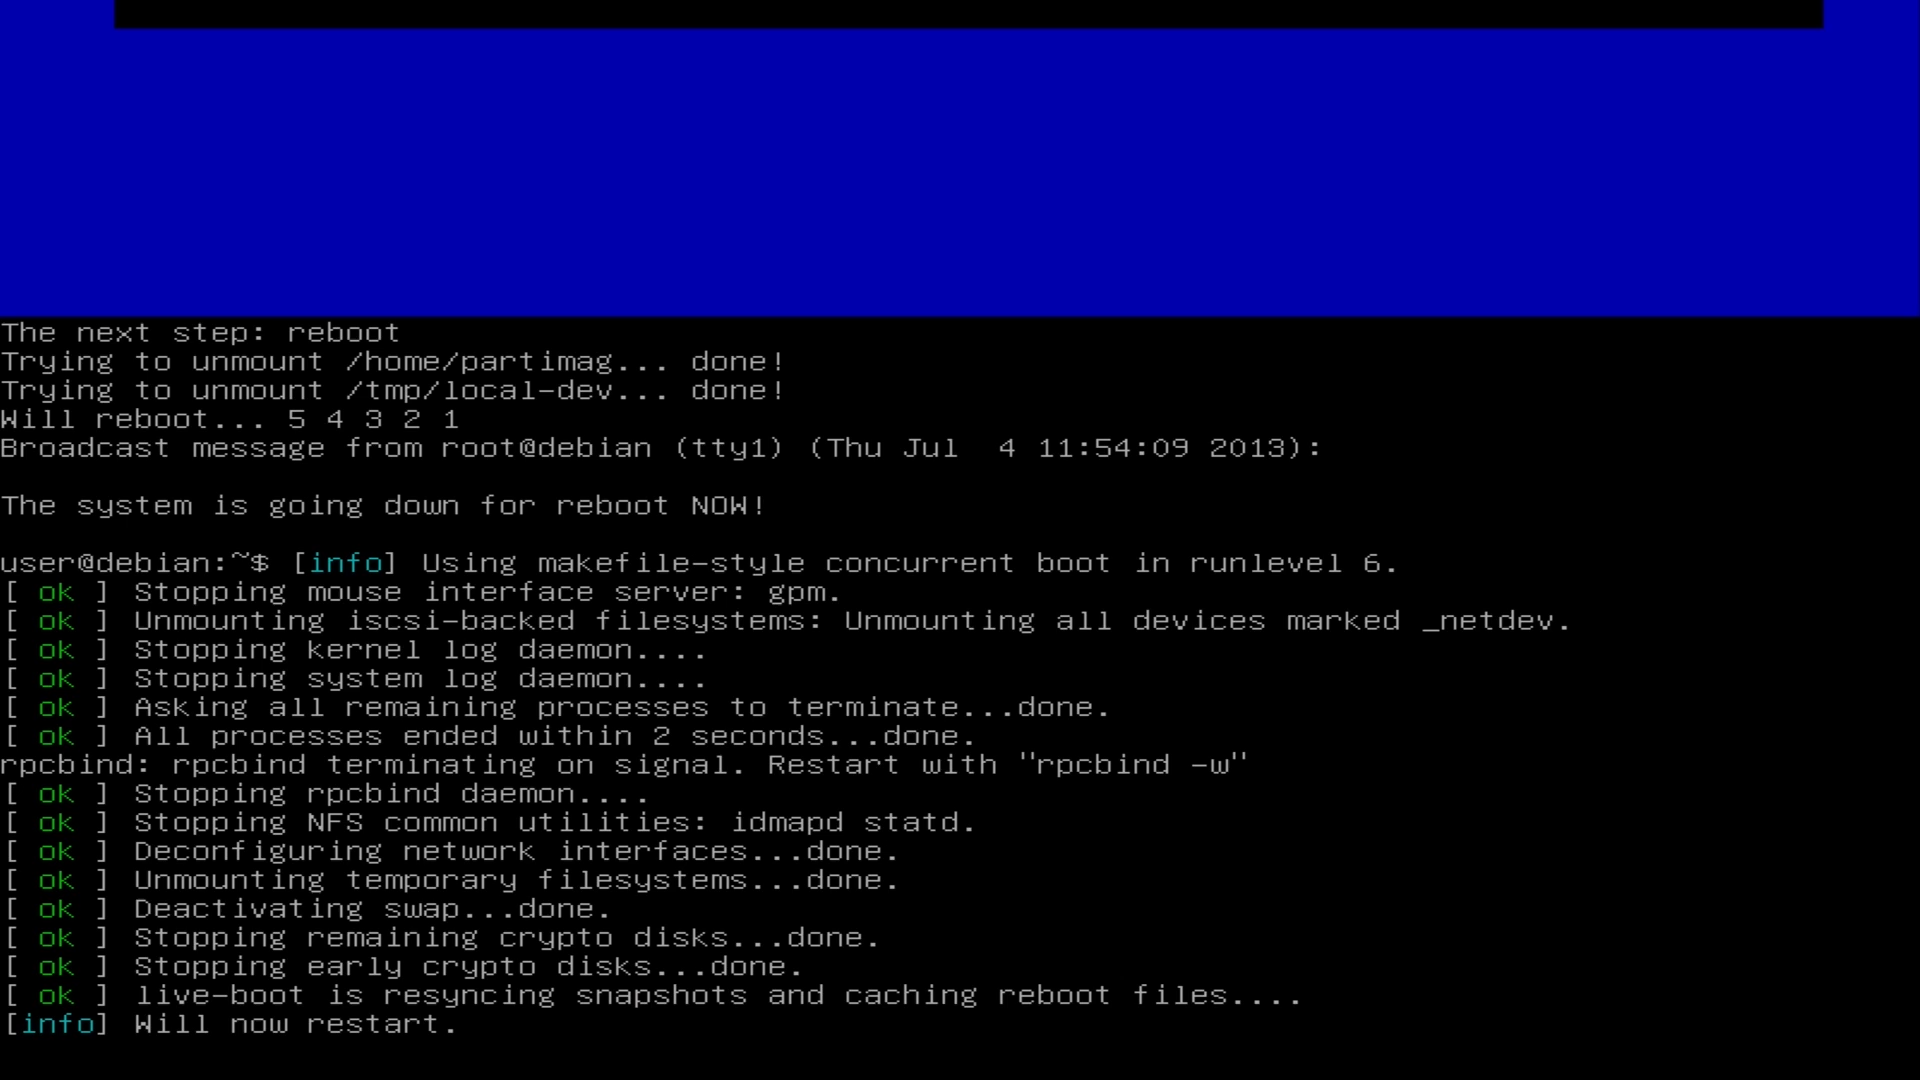 The next step: reboot
Trying to unmount /home/partimag... done!
Trying to unmount /tmp/local-dev... done!
Will reboot... 5 4 3 2 1
Broadcast message from root@debian (tty1) (Thu Jul  4 11:54:09 2013):
The system is going down for reboot NOW!
user@debian:~$ [info] Using makefile-style concurrent boot in runlevel 6.
[ ok ] Stopping mouse interface server: gpm.
[ ok ] Unmounting iscsi-backed filesystems: Unmounting all devices marked _netdev.
[ ok ] Stopping kernel log daemon....
[ ok ] Stopping system log daemon....
[ ok ] Asking all remaining processes to terminate...done.
[ ok ] All processes ended within 2 seconds...done.
rpcbind: rpcbind terminating on signal. Restart with "rpcbind -w"
[ ok ] Stopping rpcbind daemon....
[ ok ] Stopping NFS common utilities: idmapd statd.
[ ok ] Deconfiguring network interfaces...done.
[ ok ] Unmounting temporary filesystems...done.
[ ok ] Deactivating swap...done.
[ ok ] Stopping remaining crypto disks...done.
[ ok ] Stopping early crypto disks...done.
[ ok ] live-boot is resyncing snapshots and caching reboot files....
[info] Will now restart.